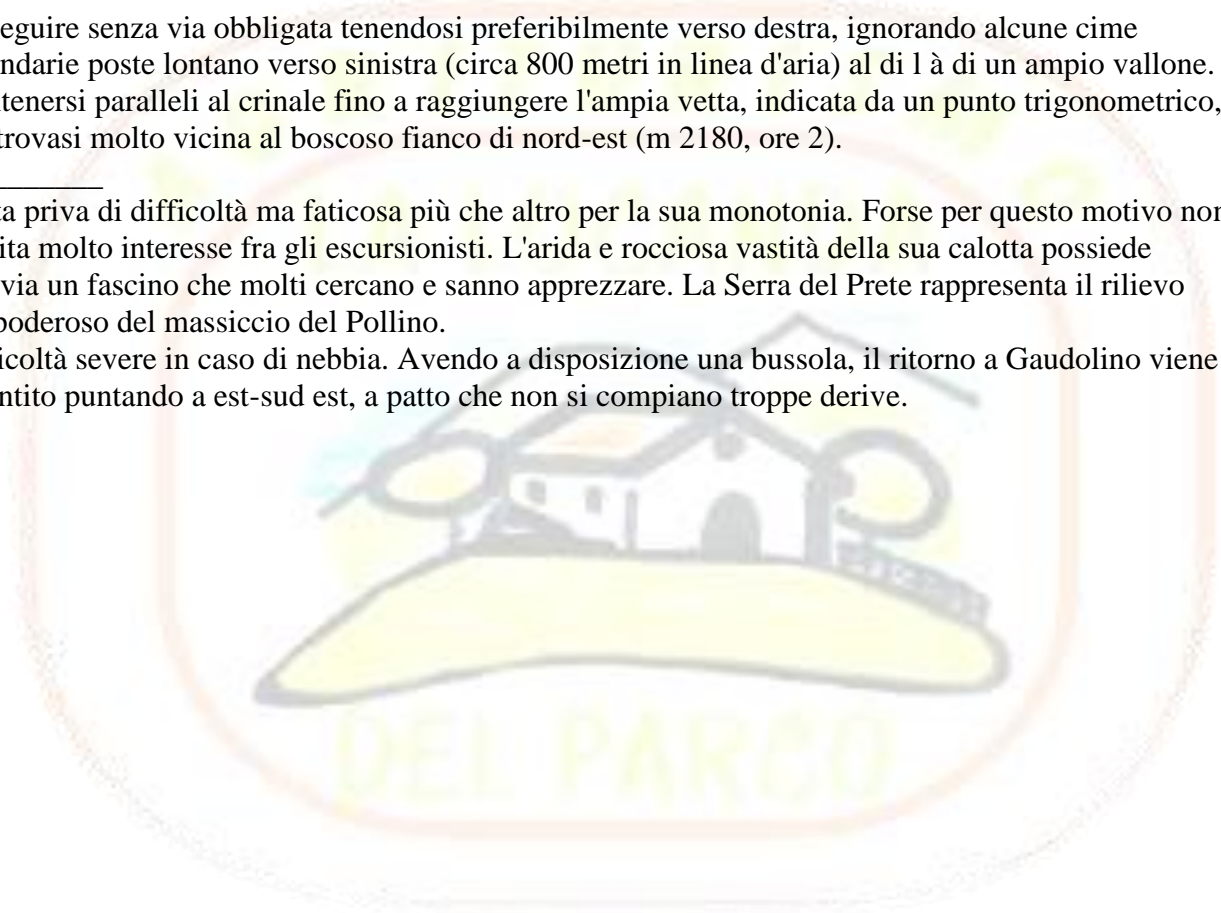 eguire senza via obbligata tenendosi preferibilmente verso destra, ignorando alcune cime
ndarie poste lontano verso sinistra (circa 800 metri in linea d'aria) al di l à di un ampio vallone.
tenersi paralleli al crinale fino a raggiungere l'ampia vetta, indicata da un punto trigonometrico,
trovasi molto vicina al boscoso fianco di nord-est (m 2180, ore 2).
ta priva di difficoltà ma faticosa più che altro per la sua monotonia. Forse per questo motivo non
ita molto interesse fra gli escursionisti. L'arida e rocciosa vastità della sua calotta possiede
via un fascino che molti cercano e sanno apprezzare. La Serra del Prete rappresenta il rilievo
poderoso del massiccio del Pollino.
icoltà severe in caso di nebbia. Avendo a disposizione una bussola, il ritorno a Gaudolino viene
ntito puntando a est-sud est, a patto che non si compiano troppe derive.
DEL PARCO